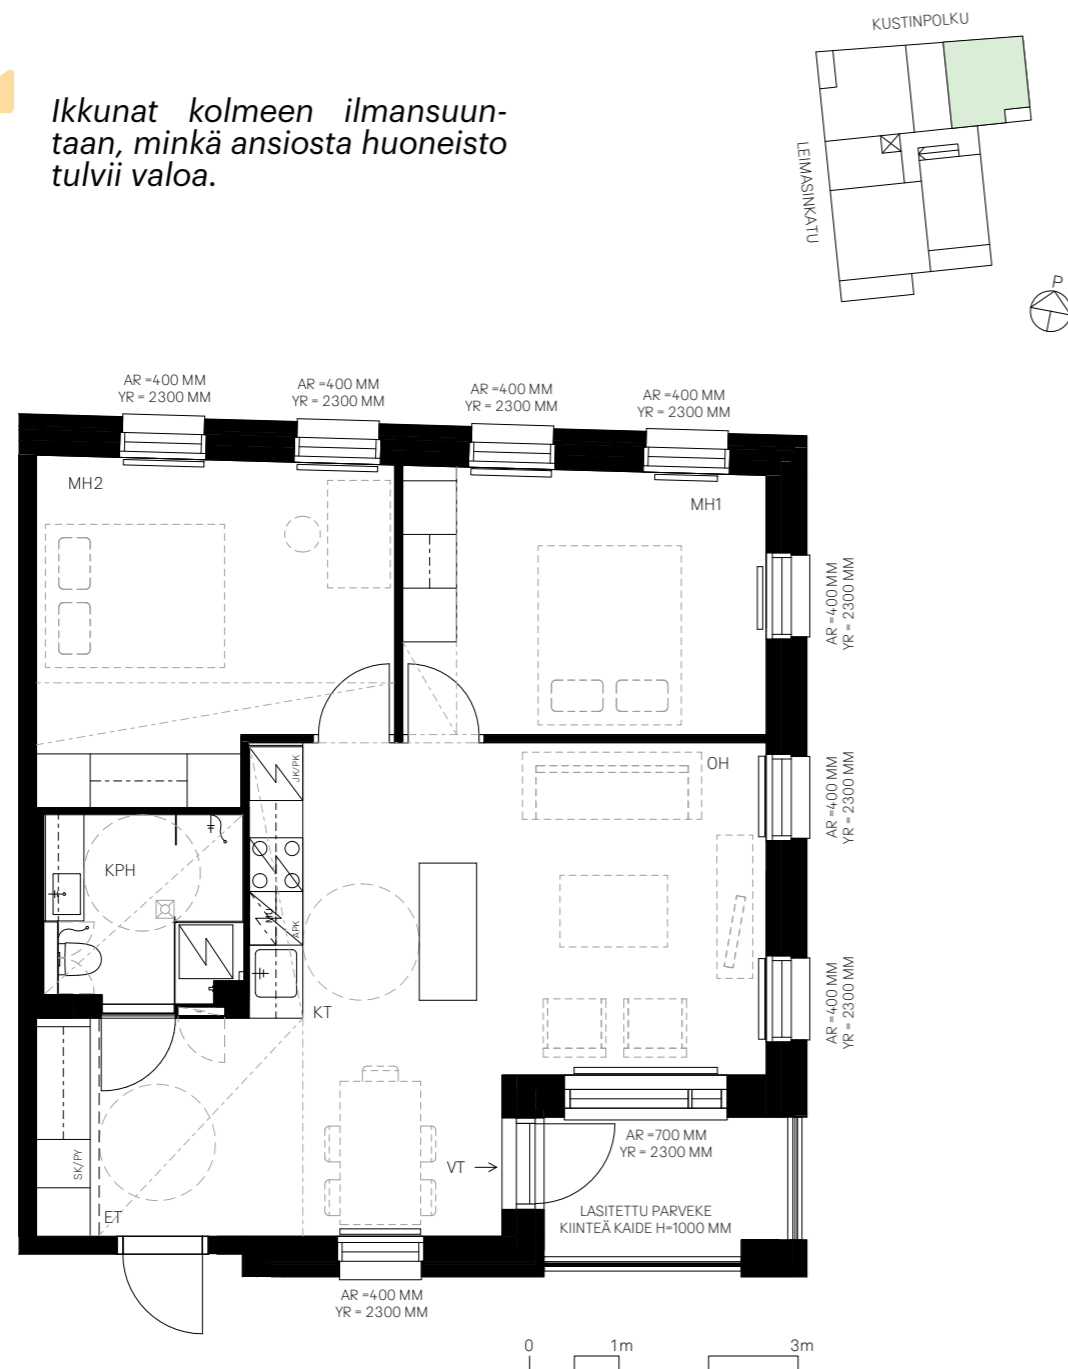 KUSTINPOLKU
Ikkunat kolmeen ilmansuun-
taan, minkä ansiosta huoneisto
tulvii valoa.
LEIMASINKATU
P
AR =400 MM
YR = 2300 MM
AR =400 MM
YR = 2300 MM
AR =400 MM
YR = 2300 MM
AR =400 MM
YR = 2300 MM
MH2
MH1
AR =400 MM
YR = 2300 MM
OH
JK/PK
AR =400 MM
YR = 2300 MM
KPH
MU
APK
KT
AR =400 MM
YR = 2300 MM
AR =700 MM
YR = 2300 MM
VT
SK/PY
ET
LASITETTU PARVEKE
KIINTEÄ KAIDE H=1000 MM
AR =400 MM
YR = 2300 MM
0 1m 3m